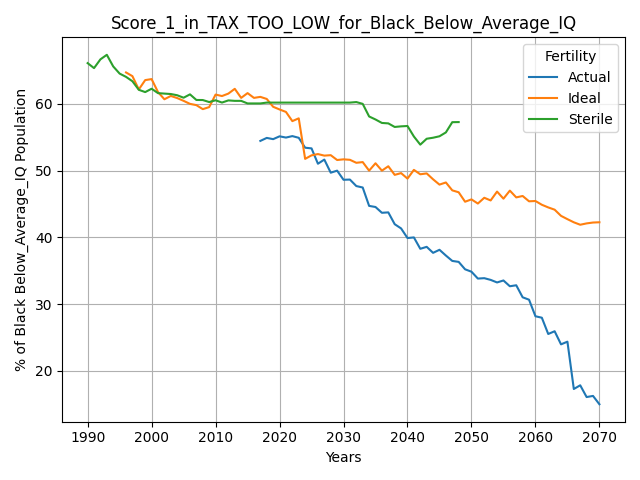 Score_1_in_TAX_TOO_LOW_for_Black_Below_Average_IQ
Fertility
Actual
Ideal
Sterile
% of Black Below_Average_IQ Population
60
50
40
30
20
1990 2000 2010 2020 2030 2040 2050 2060 2070
Years